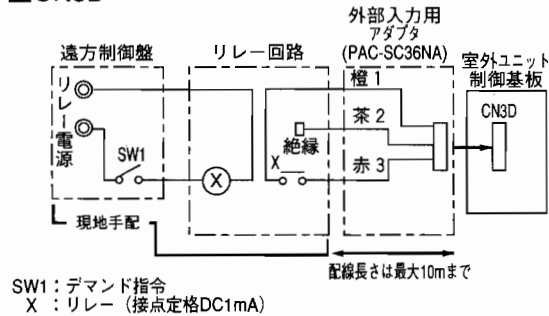 外部入力用
アダプタ
(PAC-SC36NA)
遠方制御盤
リレー回路
室外ユニット
制御基板
リレー電源
SW1
X
橙 1
茶 2
絶縁
X
赤 3
CN3D
現地手配
配線長さは最大10mまで
SW1:デマンド指令
X :リレー(接点定格DC1mA)